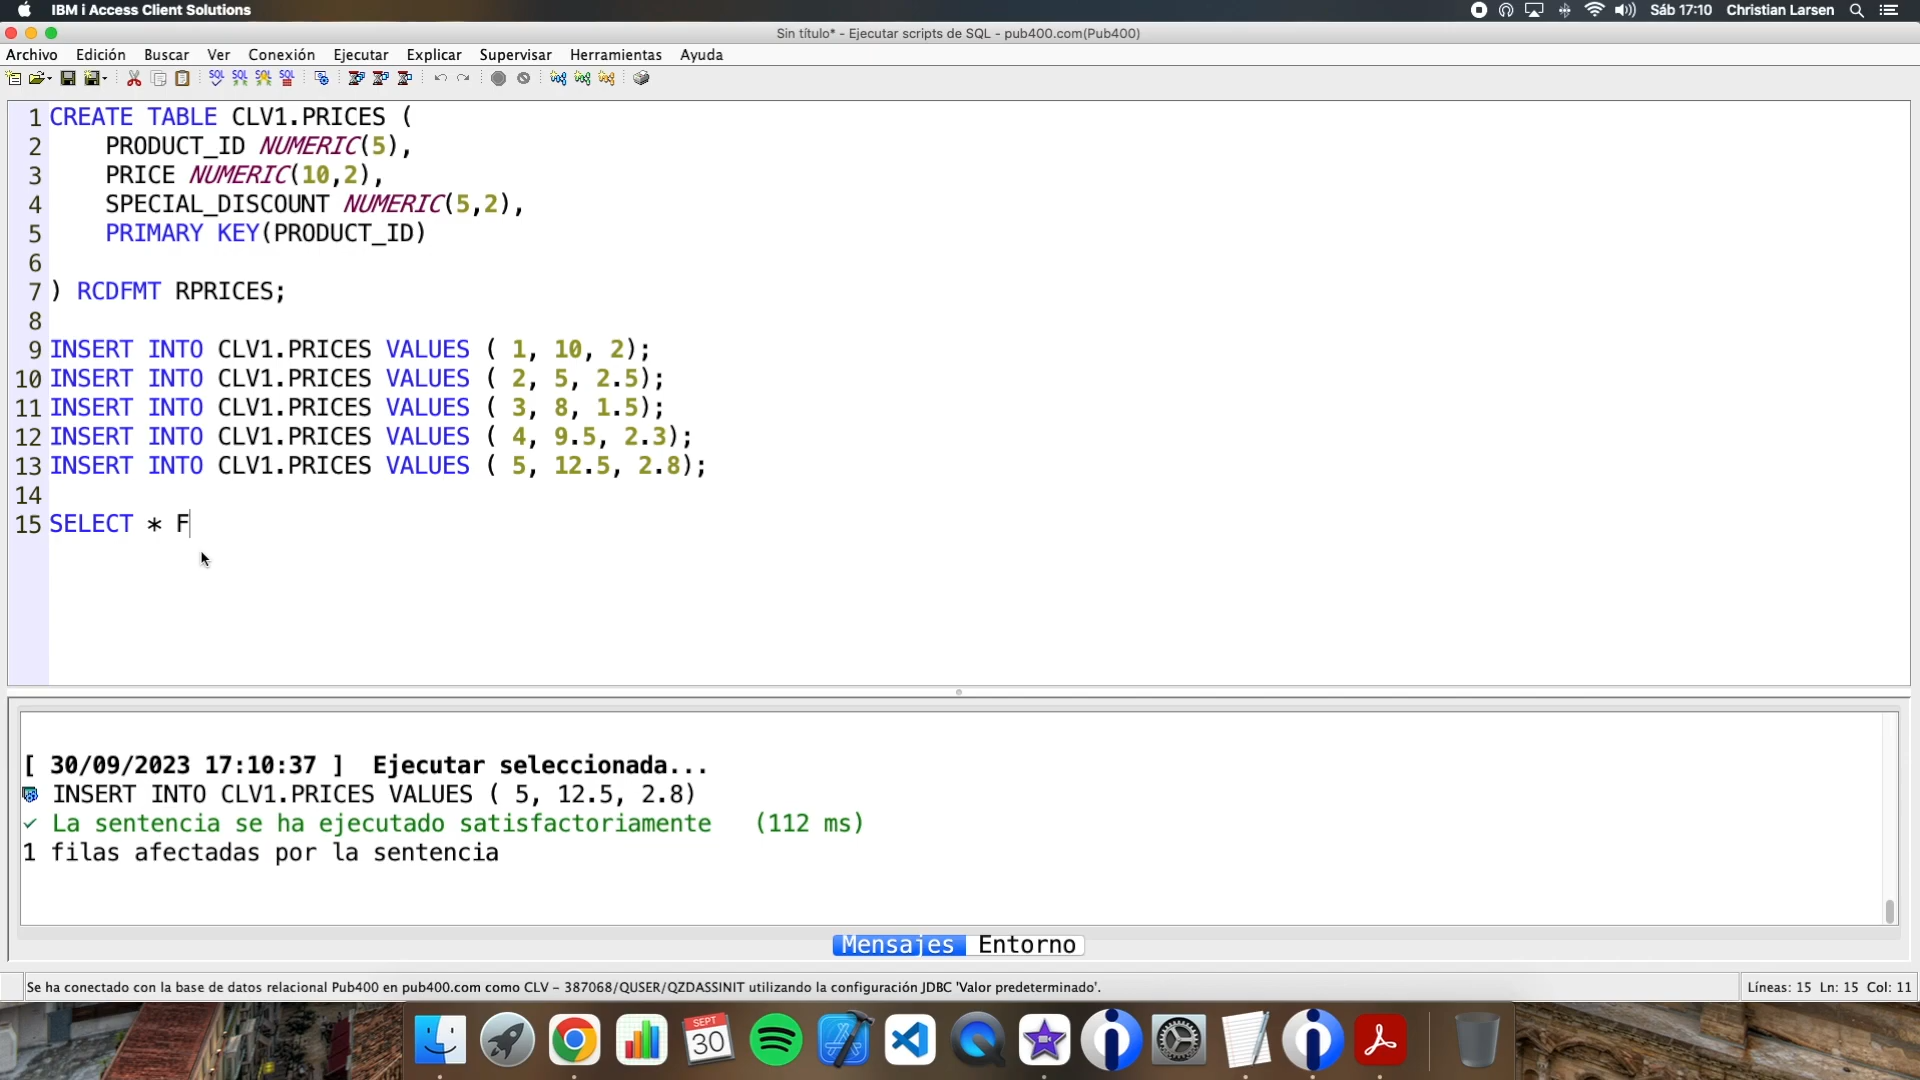 IBM i Access Client Solutions
Sáb 17:10 Christian Larsen
Sin título* - Ejecutar scripts de SQL - pub400.com(Pub400)
Archivo Edición Buscar Ver Conexión Ejecutar Explicar Supervisar Herramientas Ayuda
1 CREATE TABLE CLV1.PRICES (
2 PRODUCT_ID NUMERIC(5),
3 PRICE NUMERIC(10,2),
4 SPECIAL_DISCOUNT NUMERIC(5,2),
5 PRIMARY KEY(PRODUCT_ID)
6
7 ) RCDFMT RPRICES;
8
9 INSERT INTO CLV1.PRICES VALUES ( 1, 10, 2);
10 INSERT INTO CLV1.PRICES VALUES ( 2, 5, 2.5);
11 INSERT INTO CLV1.PRICES VALUES ( 3, 8, 1.5);
12 INSERT INTO CLV1.PRICES VALUES ( 4, 9.5, 2.3);
13 INSERT INTO CLV1.PRICES VALUES ( 5, 12.5, 2.8);
14
15 SELECT * F
[ 30/09/2023 17:10:37 ] Ejecutar seleccionada...
INSERT INTO CLV1.PRICES VALUES ( 5, 12.5, 2.8)
✓ La sentencia se ha ejecutado satisfactoriamente (112 ms)
1 filas afectadas por la sentencia
Mensajes Entorno
Se ha conectado con la base de datos relacional Pub400 en pub400.com como CLV - 387068/QUSER/QZDASSINIT utilizando la configuración JDBC 'Valor predeterminado'.
Líneas: 15 Ln: 15 Col: 11
SEPT
30